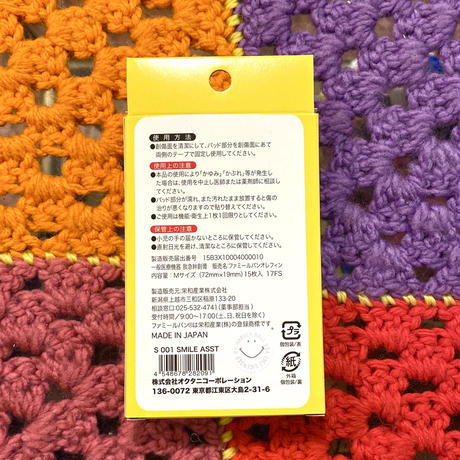 使用方法
●創傷面を清潔にして、パッド部分を創傷面にあて
両側のテープで固定し使用してください。
使用上の注意
●本品の使用により「かゆみ」「かぶれ」等が発生し
た場合は、使用を中止し医師または薬剤師に相談し
てください。
●パッド部分が濡れ、また汚れたまま放置すると傷の
治りが悪くなりますので貼り替えてください。
●ご使用は機能・衛生上1枚1回限りとしてください。
保管上の注意
●小児の手の届かないところに保管してください。
●直射日光を避け、清潔なところに保管してください。
製造販売届出番号 15B3X10004000010
一般医療機器 救急絆創膏 販売名:ファミールバンオレフィン
内容量:Mサイズ(72mm×19mm)15枚入 17FS
製造販売元:栄和産業株式会社
新潟県上越市三和区稲原133-20
お問合わせ:025-532-4741(薬事部担当)
受付時間/9:00~17:00(土、日、祝日を除く)
ファミールバン®は栄和産業(株)の登録商標です。
MADE IN JAPAN
S 001 SMILE ASST
4548678282091
株式会社オクタニコーポレーション
136-0072 東京都江東区大島2-31-6
プラ
個包装/表
紙
外箱
個包装/裏